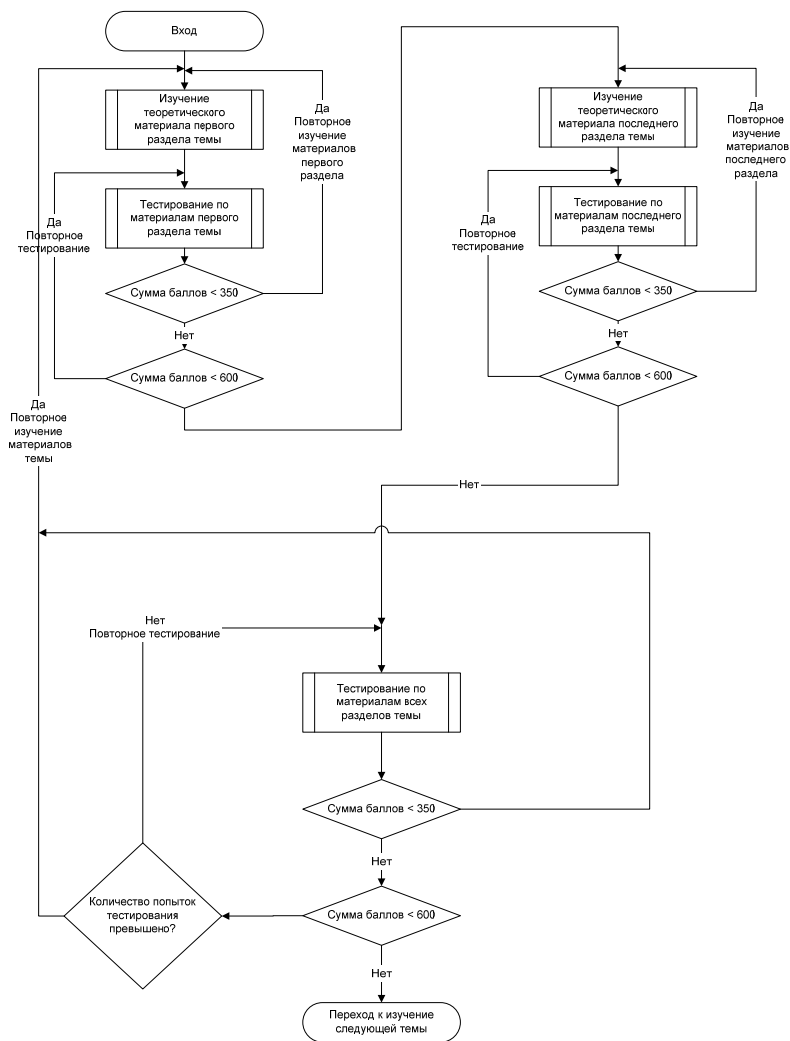 Вход
Изучение
теоретического
материала первого
раздела темы
Да
Повторное
изучение
материалов
первого
раздела
Тестирование по
материалам первого
раздела темы
Да
Повторное
тестирование
Сумма баллов < 350
Нет
Сумма баллов < 600
Изучение
теоретического
материала последнего
раздела темы
Да
Повторное
изучение
материалов
последнего
раздела
Тестирование по
материалам последнего
раздела темы
Да
Повторное
тестирование
Сумма баллов < 350
Нет
Сумма баллов < 600
Да
Повторное
изучение
материалов
темы
Нет
Нет
Повторное тестирование
Тестирование по
материалам всех
разделов темы
Сумма баллов < 350
Нет
Количество попыток
тестирования
превышено?
Сумма баллов < 600
Нет
Переход к изучение
следующей темы